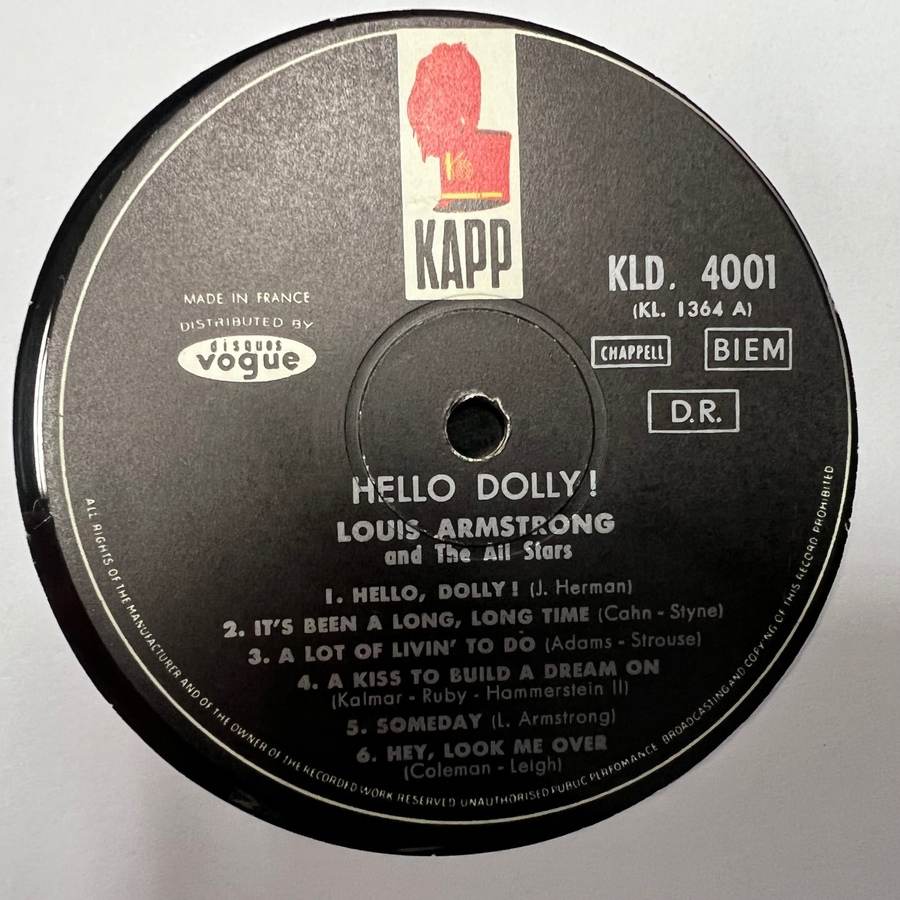 K
KAPP
KLD. 4001
(KL. 1364 A)
MADE IN FRANCE
DISTRIBUTED BY
disques
vogue
CHAPPELL
BIEM
D.R.
HELLO DOLLY!
LOUIS ARMSTRONG
and The All Stars
1. HELLO, DOLLY! (J. Herman)
2. IT'S BEEN A LONG, LONG TIME (Cahn - Styne)
3. A LOT OF LIVIN' TO DO (Adams - Strouse)
4. A KISS TO BUILD A DREAM ON
(Kalmar - Ruby - Hammerstein II)
5. SOMEDAY (L. Armstrong)
6. HEY, LOOK ME OVER
(Coleman - Leigh)
ALL RIGHTS OF THE MANUFACTURER AND OF THE OWNER OF THE RECORDED WORK RESERVED UNAUTHORISED PUBLIC PERFOMANCE BROADCASTING AND COPYING OF THIS RECORD PROHIBITED